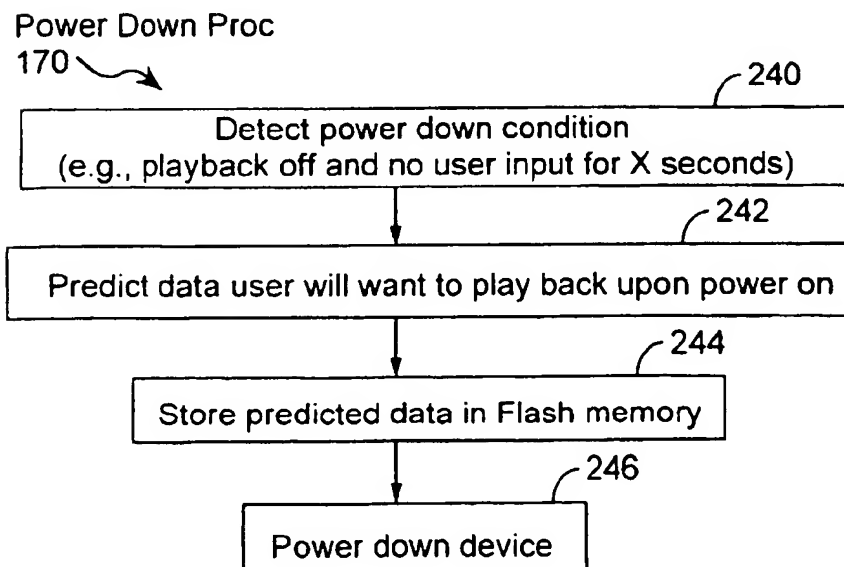 Power Down Proc
170
240
Detect power down condition
(e.g., playback off and no user input for X seconds)
242
Predict data user will want to play back upon power on
244
Store predicted data in Flash memory
246
Power down device